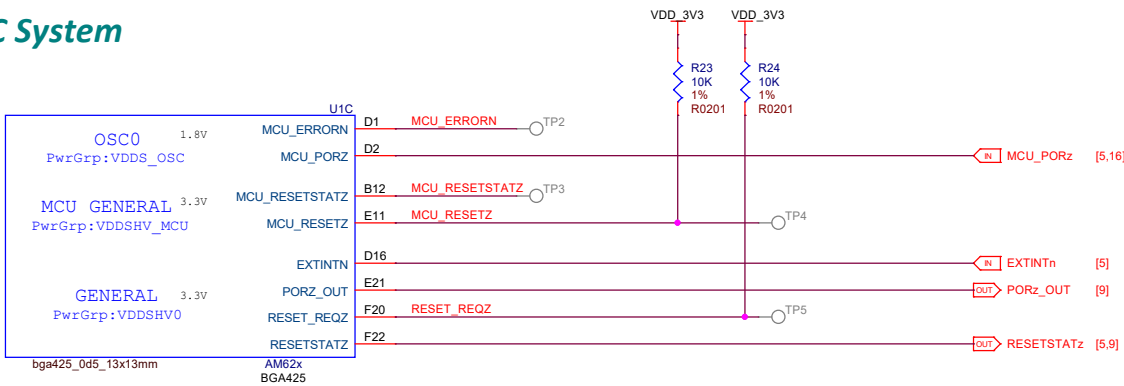 C System
VDD_3V3
VDD_3V3
R23
10K
1%
R0201
R24
10K
1%
R0201
U1C
OSC0 1.8V
PwrGrp:VDDS_OSC
MCU GENERAL 3.3V
PwrGrp:VDDSHV_MCU
GENERAL 3.3V
PwrGrp:VDDSHV0
MCU_ERRORN D1 MCU_ERRORN TP2
MCU_PORZ D2 IN MCU_PORz [5,16]
MCU_RESETSTATZ B12 MCU_RESETSTATZ TP3
MCU_RESETZ E11 MCU_RESETZ TP4
EXTINTN D16 IN EXTINTn [5]
PORZ_OUT E21 OUT PORz_OUT [9]
RESET_REQZ F20 RESET_REQZ TP5
RESETSTATZ F22 OUT RESETSTATz [5,9]
bga425_0d5_13x13mm
AM62x
BGA425